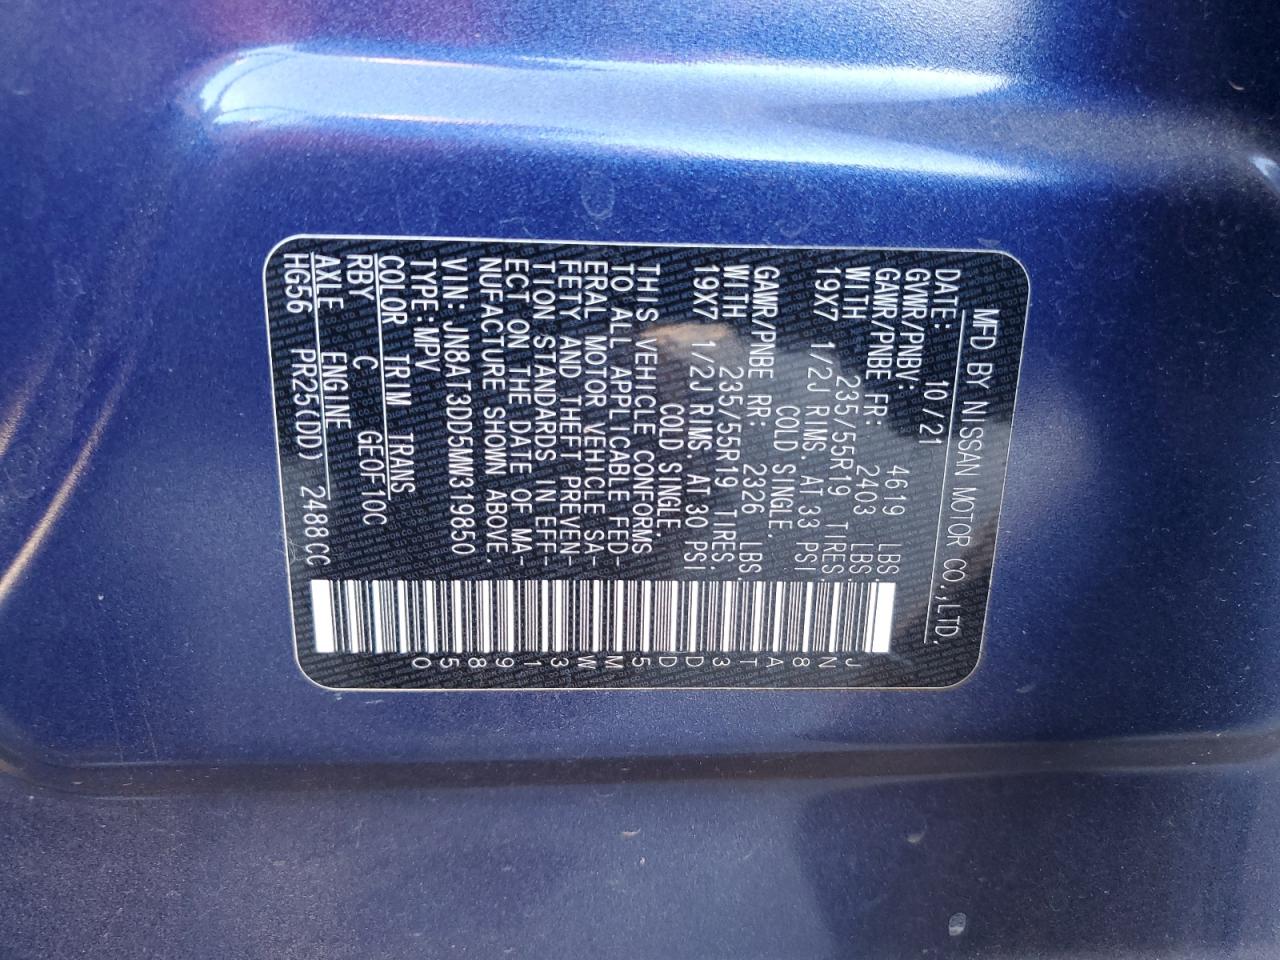 MFD BY NISSAN MOTOR CO.,LTD.
DATE: 10/21
GVWR/PNBV: 4619 LBS.
GAWR/PNBE FR: 2403 LBS.
WITH 235/55R19 TIRES.
19X7 1/2J RIMS. AT 33 PSI
COLD SINGLE.
GAWR/PNBE RR: 2326 LBS.
WITH 235/55R19 TIRES.
19X7 1/2J RIMS. AT 30 PSI
COLD SINGLE.
THIS VEHICLE CONFORMS
TO ALL APPLICABLE FED-
ERAL MOTOR VEHICLE SA-
FETY AND THEFT PREVEN-
TION STANDARDS IN EFF-
ECT ON THE DATE OF MA-
NUFACTURE SHOWN ABOVE.
VIN: JN8AT3DD5MW319850
TYPE: MPV
COLOR TRIM TRANS
RBY C GE0F10C
AXLE ENGINE
HG56 PR25(DD) 2488CC
JN8AT3DD5MW319850